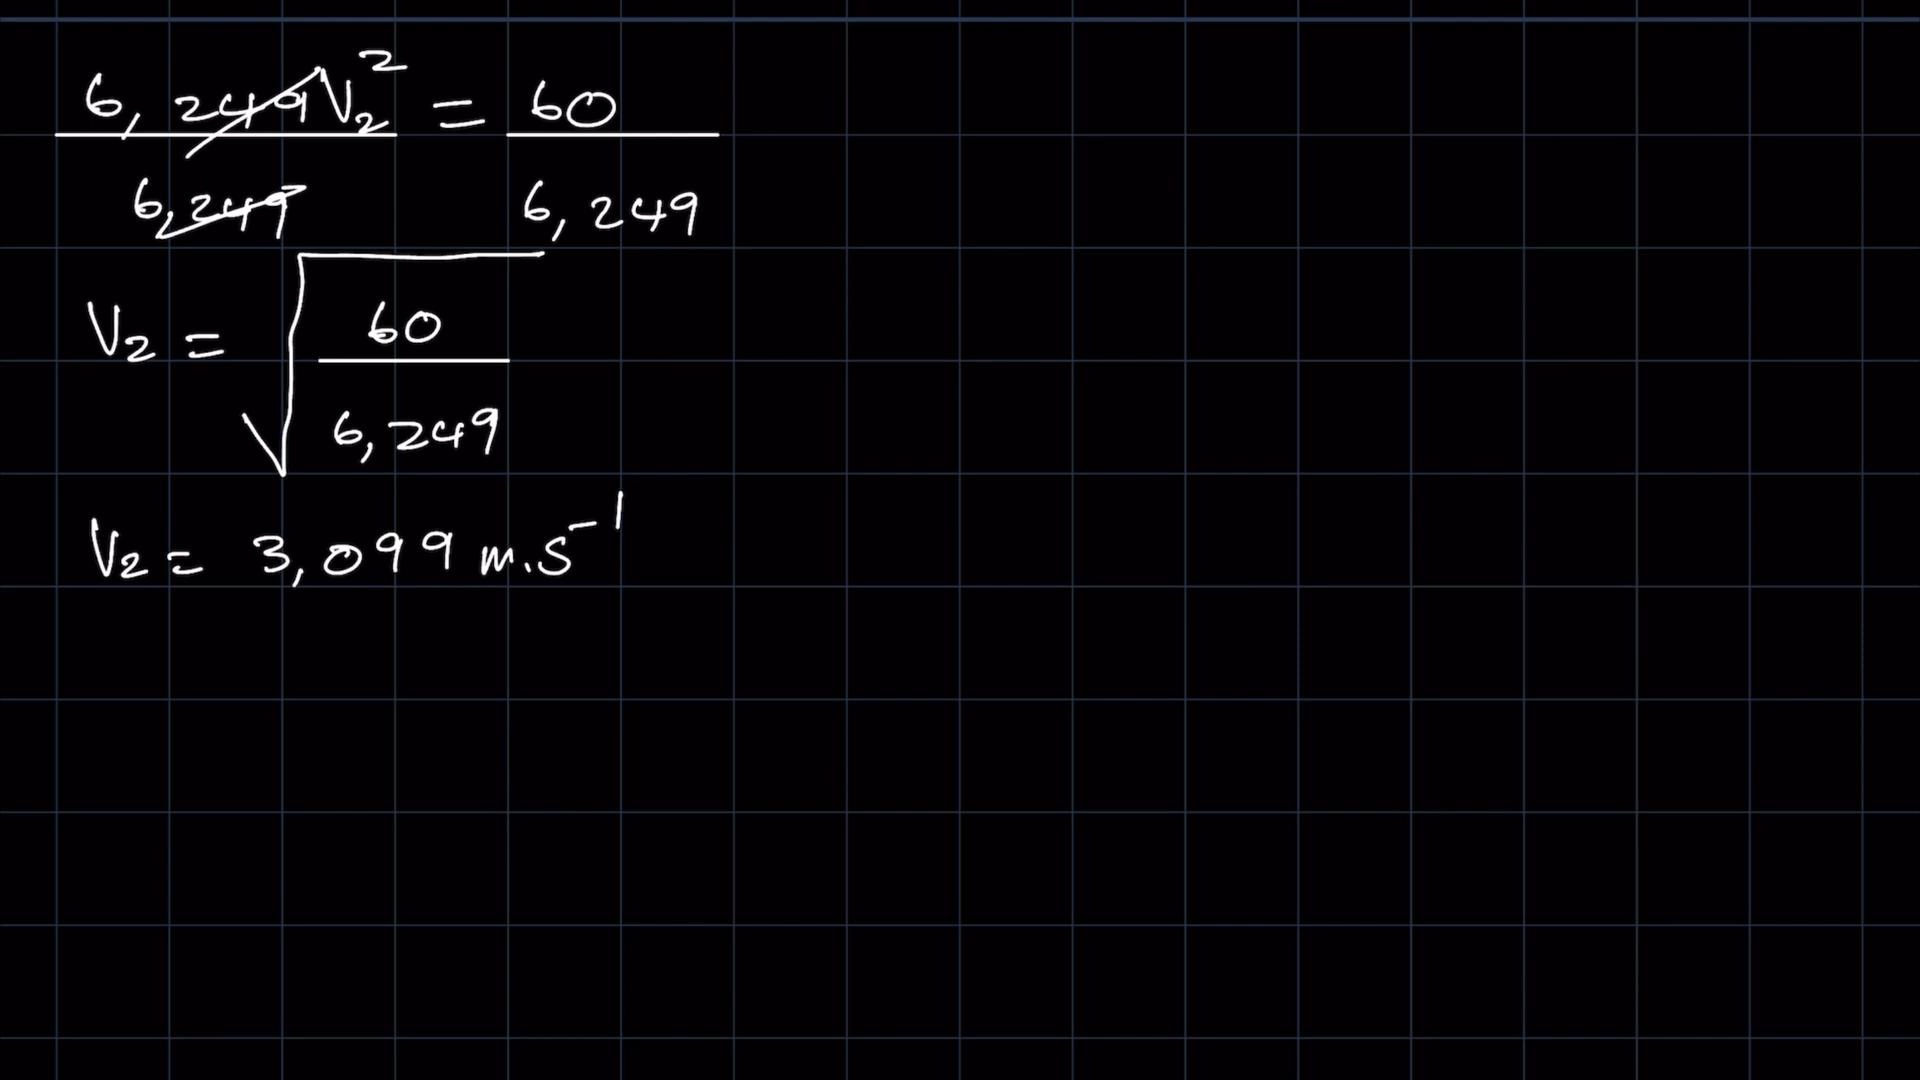 6,249V₂² = 60
6,249 6,249
V₂ = √ 60
6,249
V₂ = 3,099 m.s⁻¹